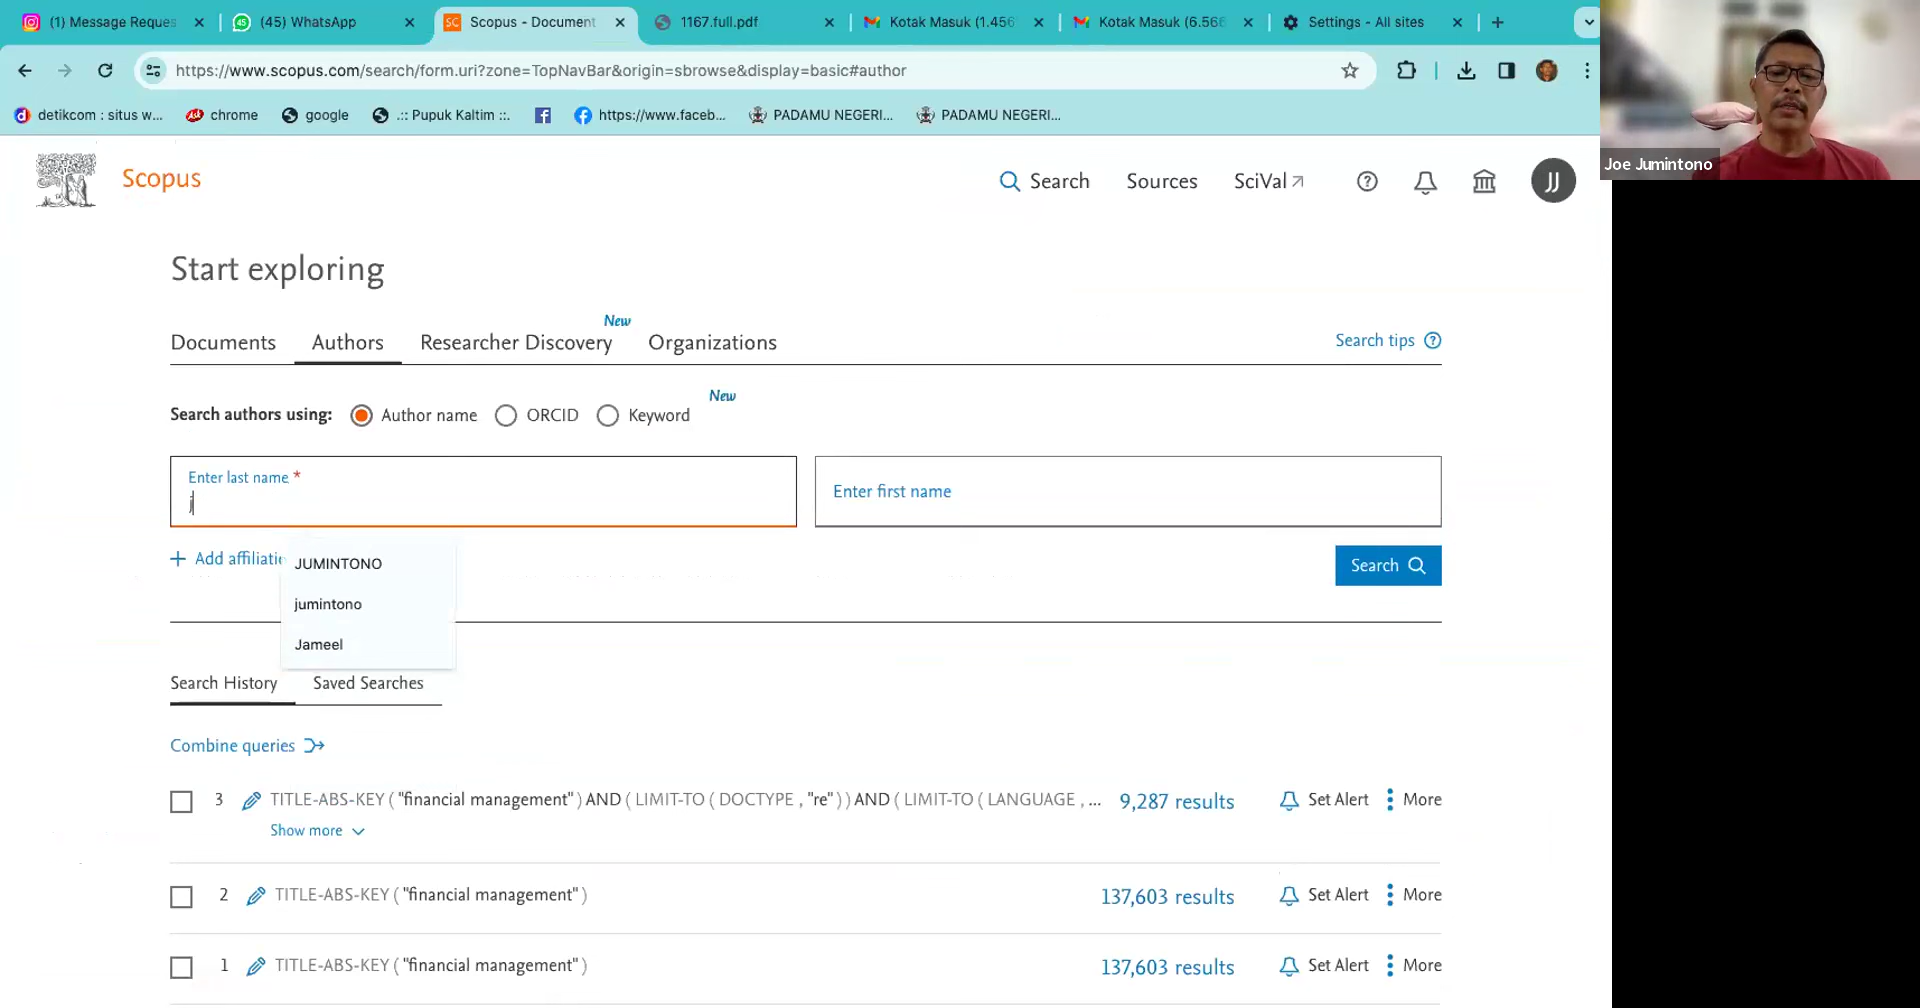 (1) Message Reques
(45) WhatsApp
Scopus - Document
1167.full.pdf
Kotak Masuk (1.456
Kotak Masuk (6.566
Settings - All sites
https://www.scopus.com/search/form.uri?zone=TopNavBar&origin=sbrowse&display=basic#author
detikcom : situs w...
chrome
google
.:: Pupuk Kaltim ::.
https://www.faceb...
PADAMU NEGERI...
PADAMU NEGERI...
Joe Jumintono
Scopus
Search
Sources
SciVal
JJ
Start exploring
New
Documents
Authors
Researcher Discovery
Organizations
Search tips
New
Search authors using:
Author name
ORCID
Keyword
Enter last name *
j
Enter first name
Add affiliatio
JUMINTONO
Search
jumintono
Jameel
Search History
Saved Searches
Combine queries
3 TITLE-ABS-KEY ( "financial management" ) AND ( LIMIT-TO ( DOCTYPE , "re" ) ) AND ( LIMIT-TO ( LANGUAGE , ... 9,287 results Set Alert More
Show more
2 TITLE-ABS-KEY ( "financial management" ) 137,603 results Set Alert More
1 TITLE-ABS-KEY ( "financial management" ) 137,603 results Set Alert More